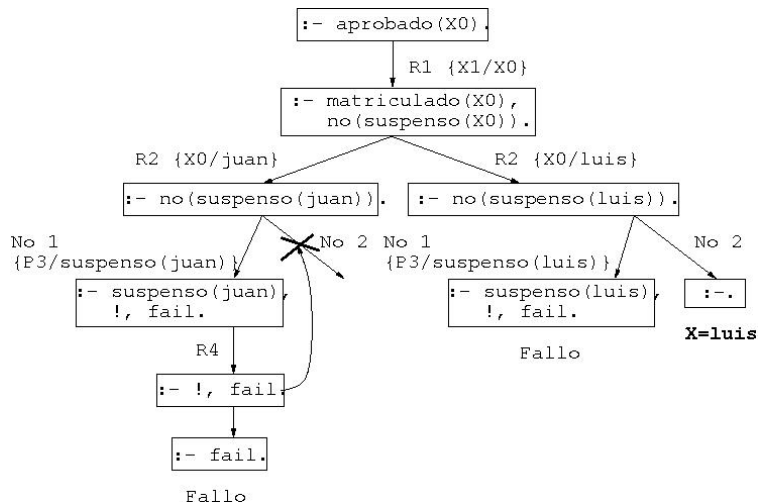 :- aprobado(X0).
R1 {X1/X0}
:- matriculado(X0),
no(suspenso(X0)).
R2 {X0/juan}
R2 {X0/luis}
:- no(suspenso(juan)).
:- no(suspenso(luis)).
No 1
{P3/suspenso(juan)}
No 2
No 1
{P3/suspenso(luis)}
No 2
:- suspenso(juan),
!, fail.
:- suspenso(luis),
!, fail.
:-.
X=luis
Fallo
R4
:- !, fail.
:- fail.
Fallo